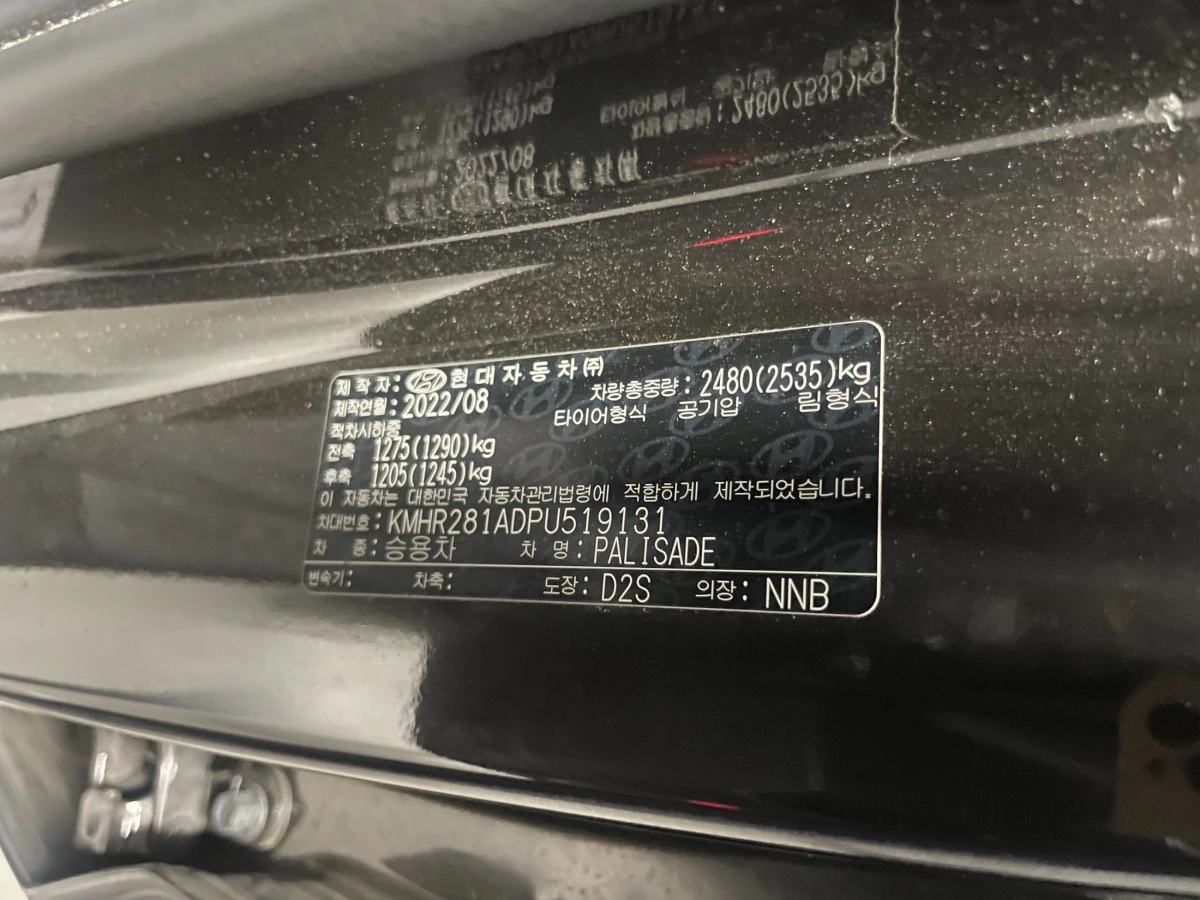 제 작 자: 현 대 자 동 차 ㈜
제작연월: 2022/08 차량총중량: 2480(2535)kg
적차시하중 타이어형식 공기압 림형식
전축 1275(1290)kg
후축 1205(1245)kg
이 자동차는 대한민국 자동차관리법령에 적합하게 제작되었습니다.
차대번호: KMHR281ADPU519131
차 종: 승용차 차 명: PALISADE
변속기: 차축: 도장: D2S 의장: NNB